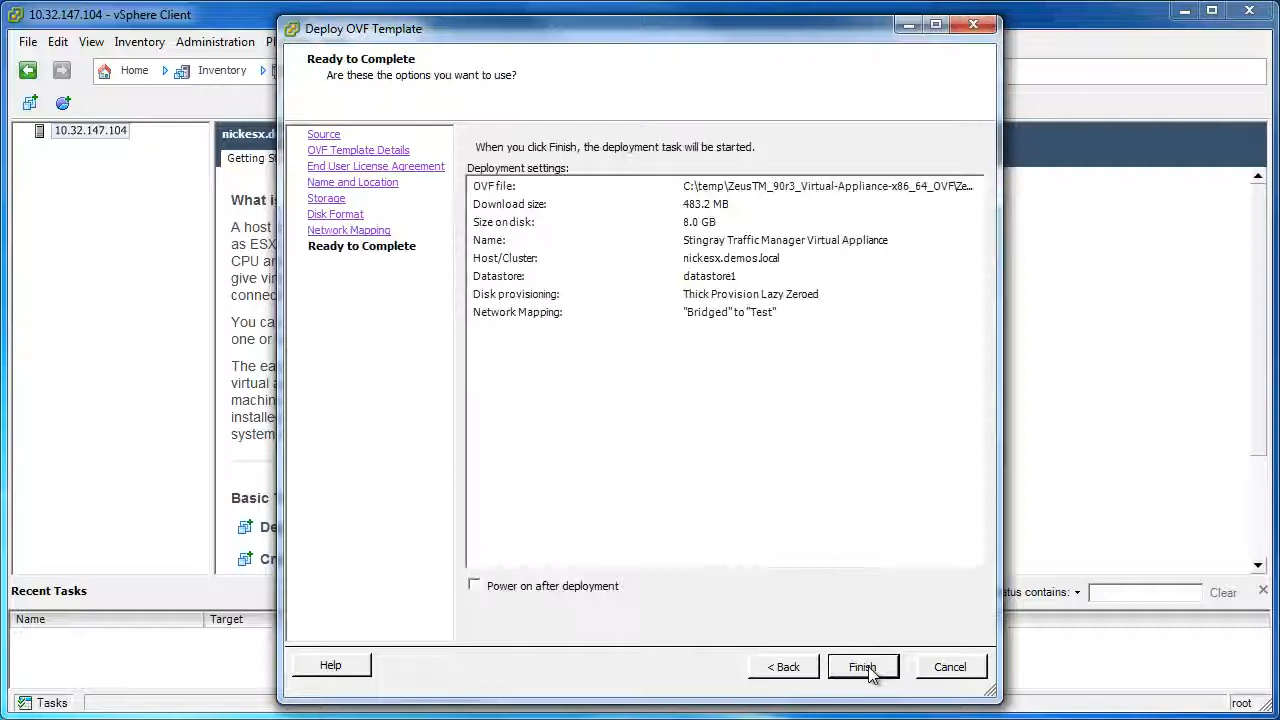 10.32.147.104 - vSphere Client
File Edit View Inventory Administration
Home Inventory
10.32.147.104
nickesx.d
Getting S
What i
A host
as ESX
CPU ar
give vir
connec
You ca
one or
The ea
virtual a
machin
installe
system
Basic
De
Cr
Deploy OVF Template
Ready to Complete
Are these the options you want to use?
Source
OVF Template Details
End User License Agreement
Name and Location
Storage
Disk Format
Network Mapping
Ready to Complete
When you click Finish, the deployment task will be started.
Deployment settings:
OVF file: C:\temp\ZeusTM_90r3_Virtual-Appliance-x86_64_OVF\Ze...
Download size: 483.2 MB
Size on disk: 8.0 GB
Name: Stingray Traffic Manager Virtual Appliance
Host/Cluster: nickesx.demos.local
Datastore: datastore1
Disk provisioning: Thick Provision Lazy Zeroed
Network Mapping: "Bridged" to "Test"
Power on after deployment
Help < Back Finish Cancel
Recent Tasks
tus contains: Clear
Name Target
Tasks root